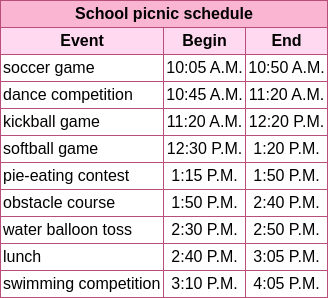 School picnic schedule
Event Begin End
soccer game 10:05 A.M. 10:50 A.M.
dance competition 10:45 A.M. 11:20 A.M.
kickball game 11:20 A.M. 12:20 P.M.
softball game 12:30 P.M. 1:20 P.M.
pie-eating contest 1:15 P.M. 1:50 P.M.
obstacle course 1:50 P.M. 2:40 P.M.
water balloon toss 2:30 P.M. 2:50 P.M.
lunch 2:40 P.M. 3:05 P.M.
swimming competition 3:10 P.M. 4:05 P.M.